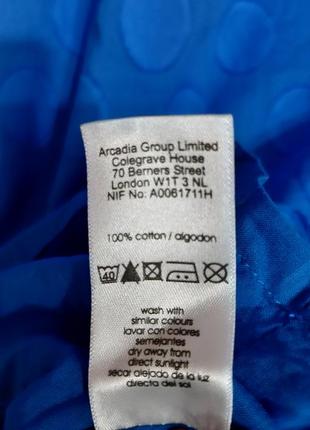 Arcadia Group Limited
Colegrave House
70 Berners Street
London W1T 3 NL
NIF No: A0061711H
100% cotton / algodon
40
wash with
similar colours
lavar con colores
semejantes
dry away from
direct sunlight
secar alejado de la luz
directa del sol